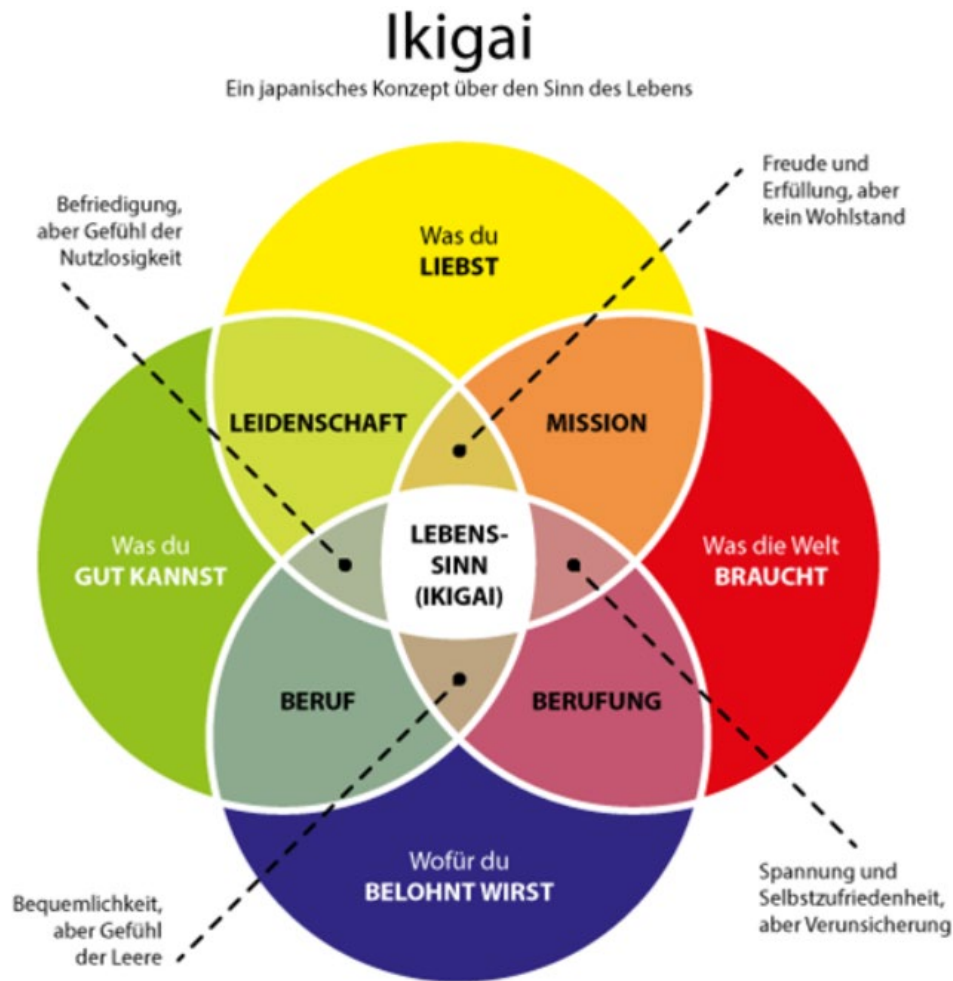 Ikigai
Ein japanisches Konzept über den Sinn des Lebens
Freude und
Erfüllung, aber
kein Wohlstand
Befriedigung,
aber Gefühl der
Nutzlosigkeit
Was du
LIEBST
LEIDENSCHAFT
MISSION
Was du
GUT KANNST
LEBENS-
SINN
(IKIGAI)
Was die Welt
BRAUCHT
BERUF
BERUFUNG
Wofür du
BELOHNT WIRST
Bequemlichkeit,
aber Gefühl
der Leere
Spannung und
Selbstzufriedenheit,
aber Verunsicherung